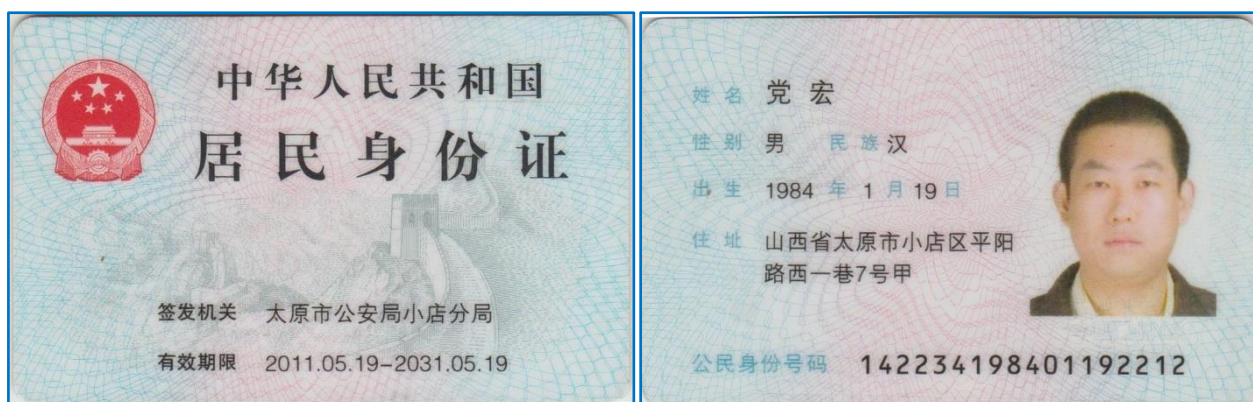 中华人民共和国
居民身份证
签发机关 太原市公安局小店分局
有效期限 2011.05.19-2031.05.19
姓名 党宏
性别 男 民族 汉
出生 1984 年 1 月 19 日
住址 山西省太原市小店区平阳
路西一巷7号甲
公民身份号码 142234198401192212